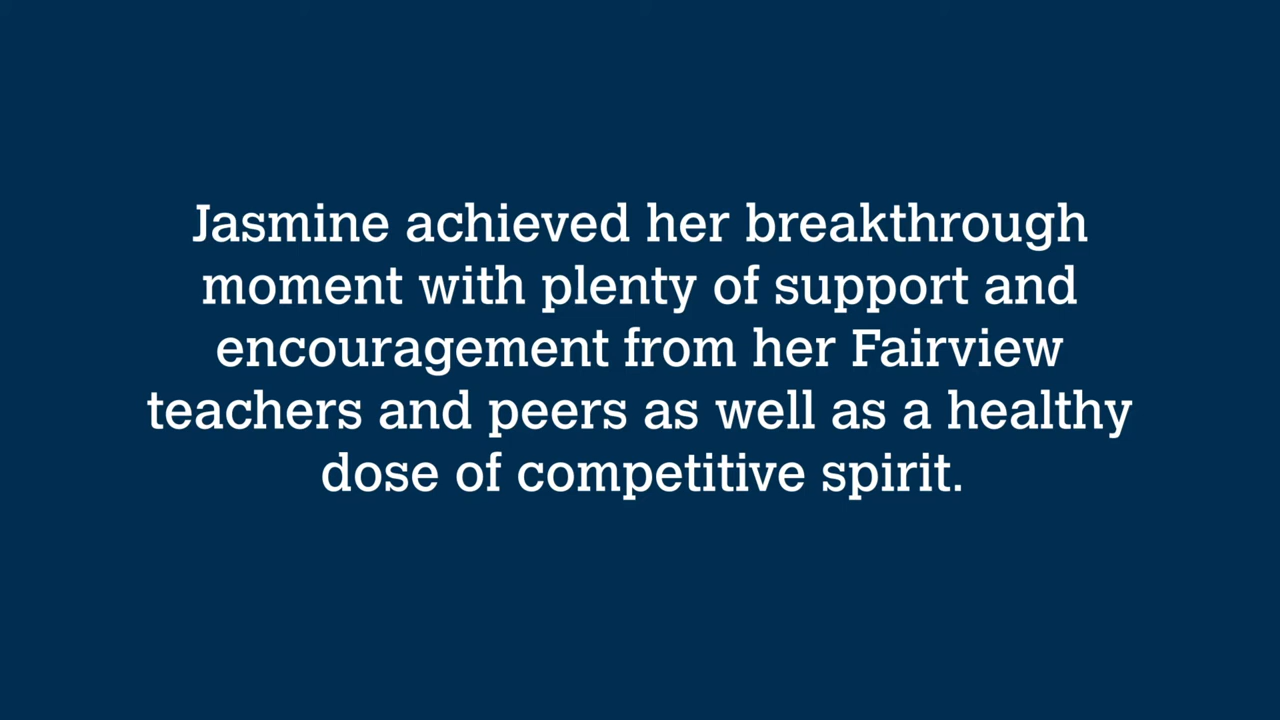 Jasmine achieved her breakthrough
moment with plenty of support and
encouragement from her Fairview
teachers and peers as well as a healthy
dose of competitive spirit.